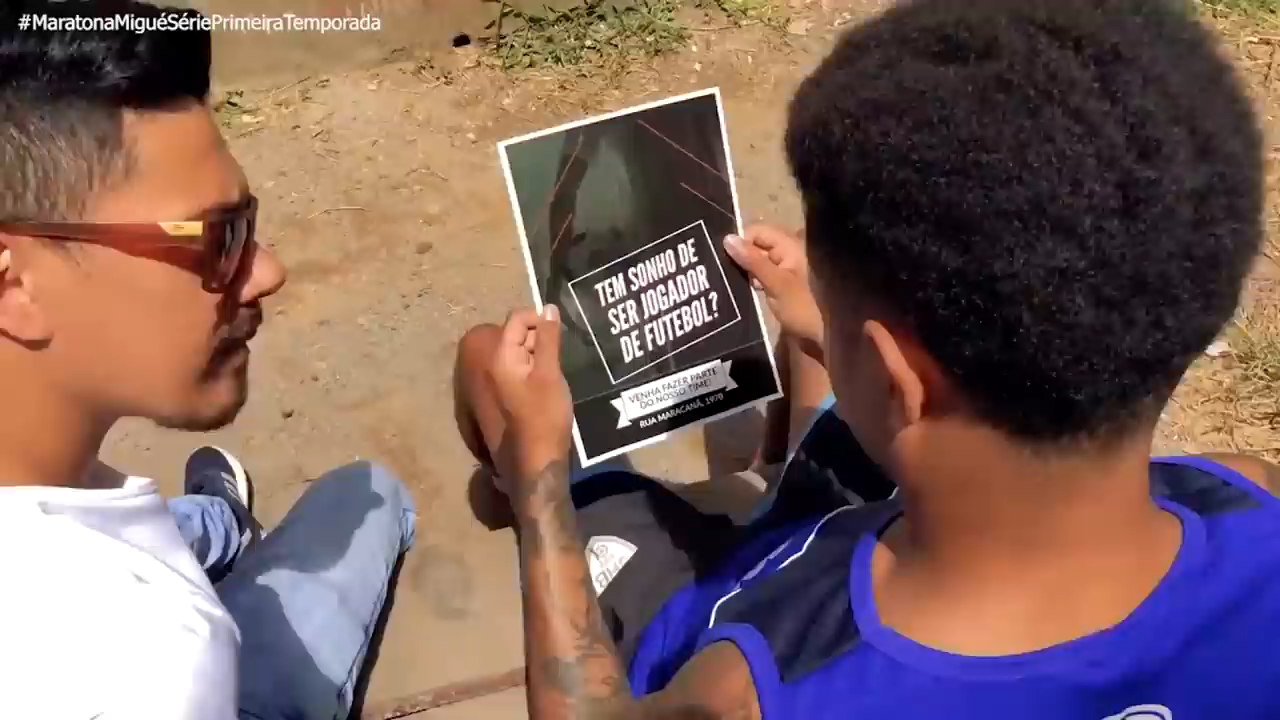 #MaratonaMiguéSériePrimeiraTemporada
TEM SONHO DE
SER JOGADOR
DE FUTEBOL?
VENHA FAZER PARTE
DO NOSSO TIME!
RUA MARACANÃ, 1970